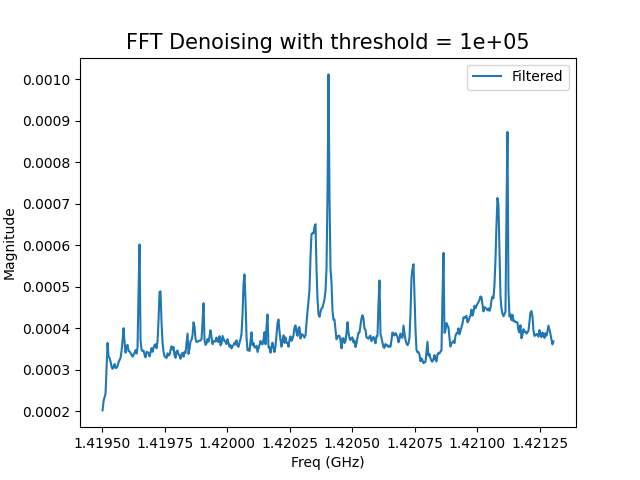 FFT Denoising with threshold = 1e+05
Filtered
0.0010
0.0009
0.0008
0.0007
0.0006
0.0005
0.0004
0.0003
0.0002
Magnitude
1.41950 1.41975 1.42000 1.42025 1.42050 1.42075 1.42100 1.42125
Freq (GHz)